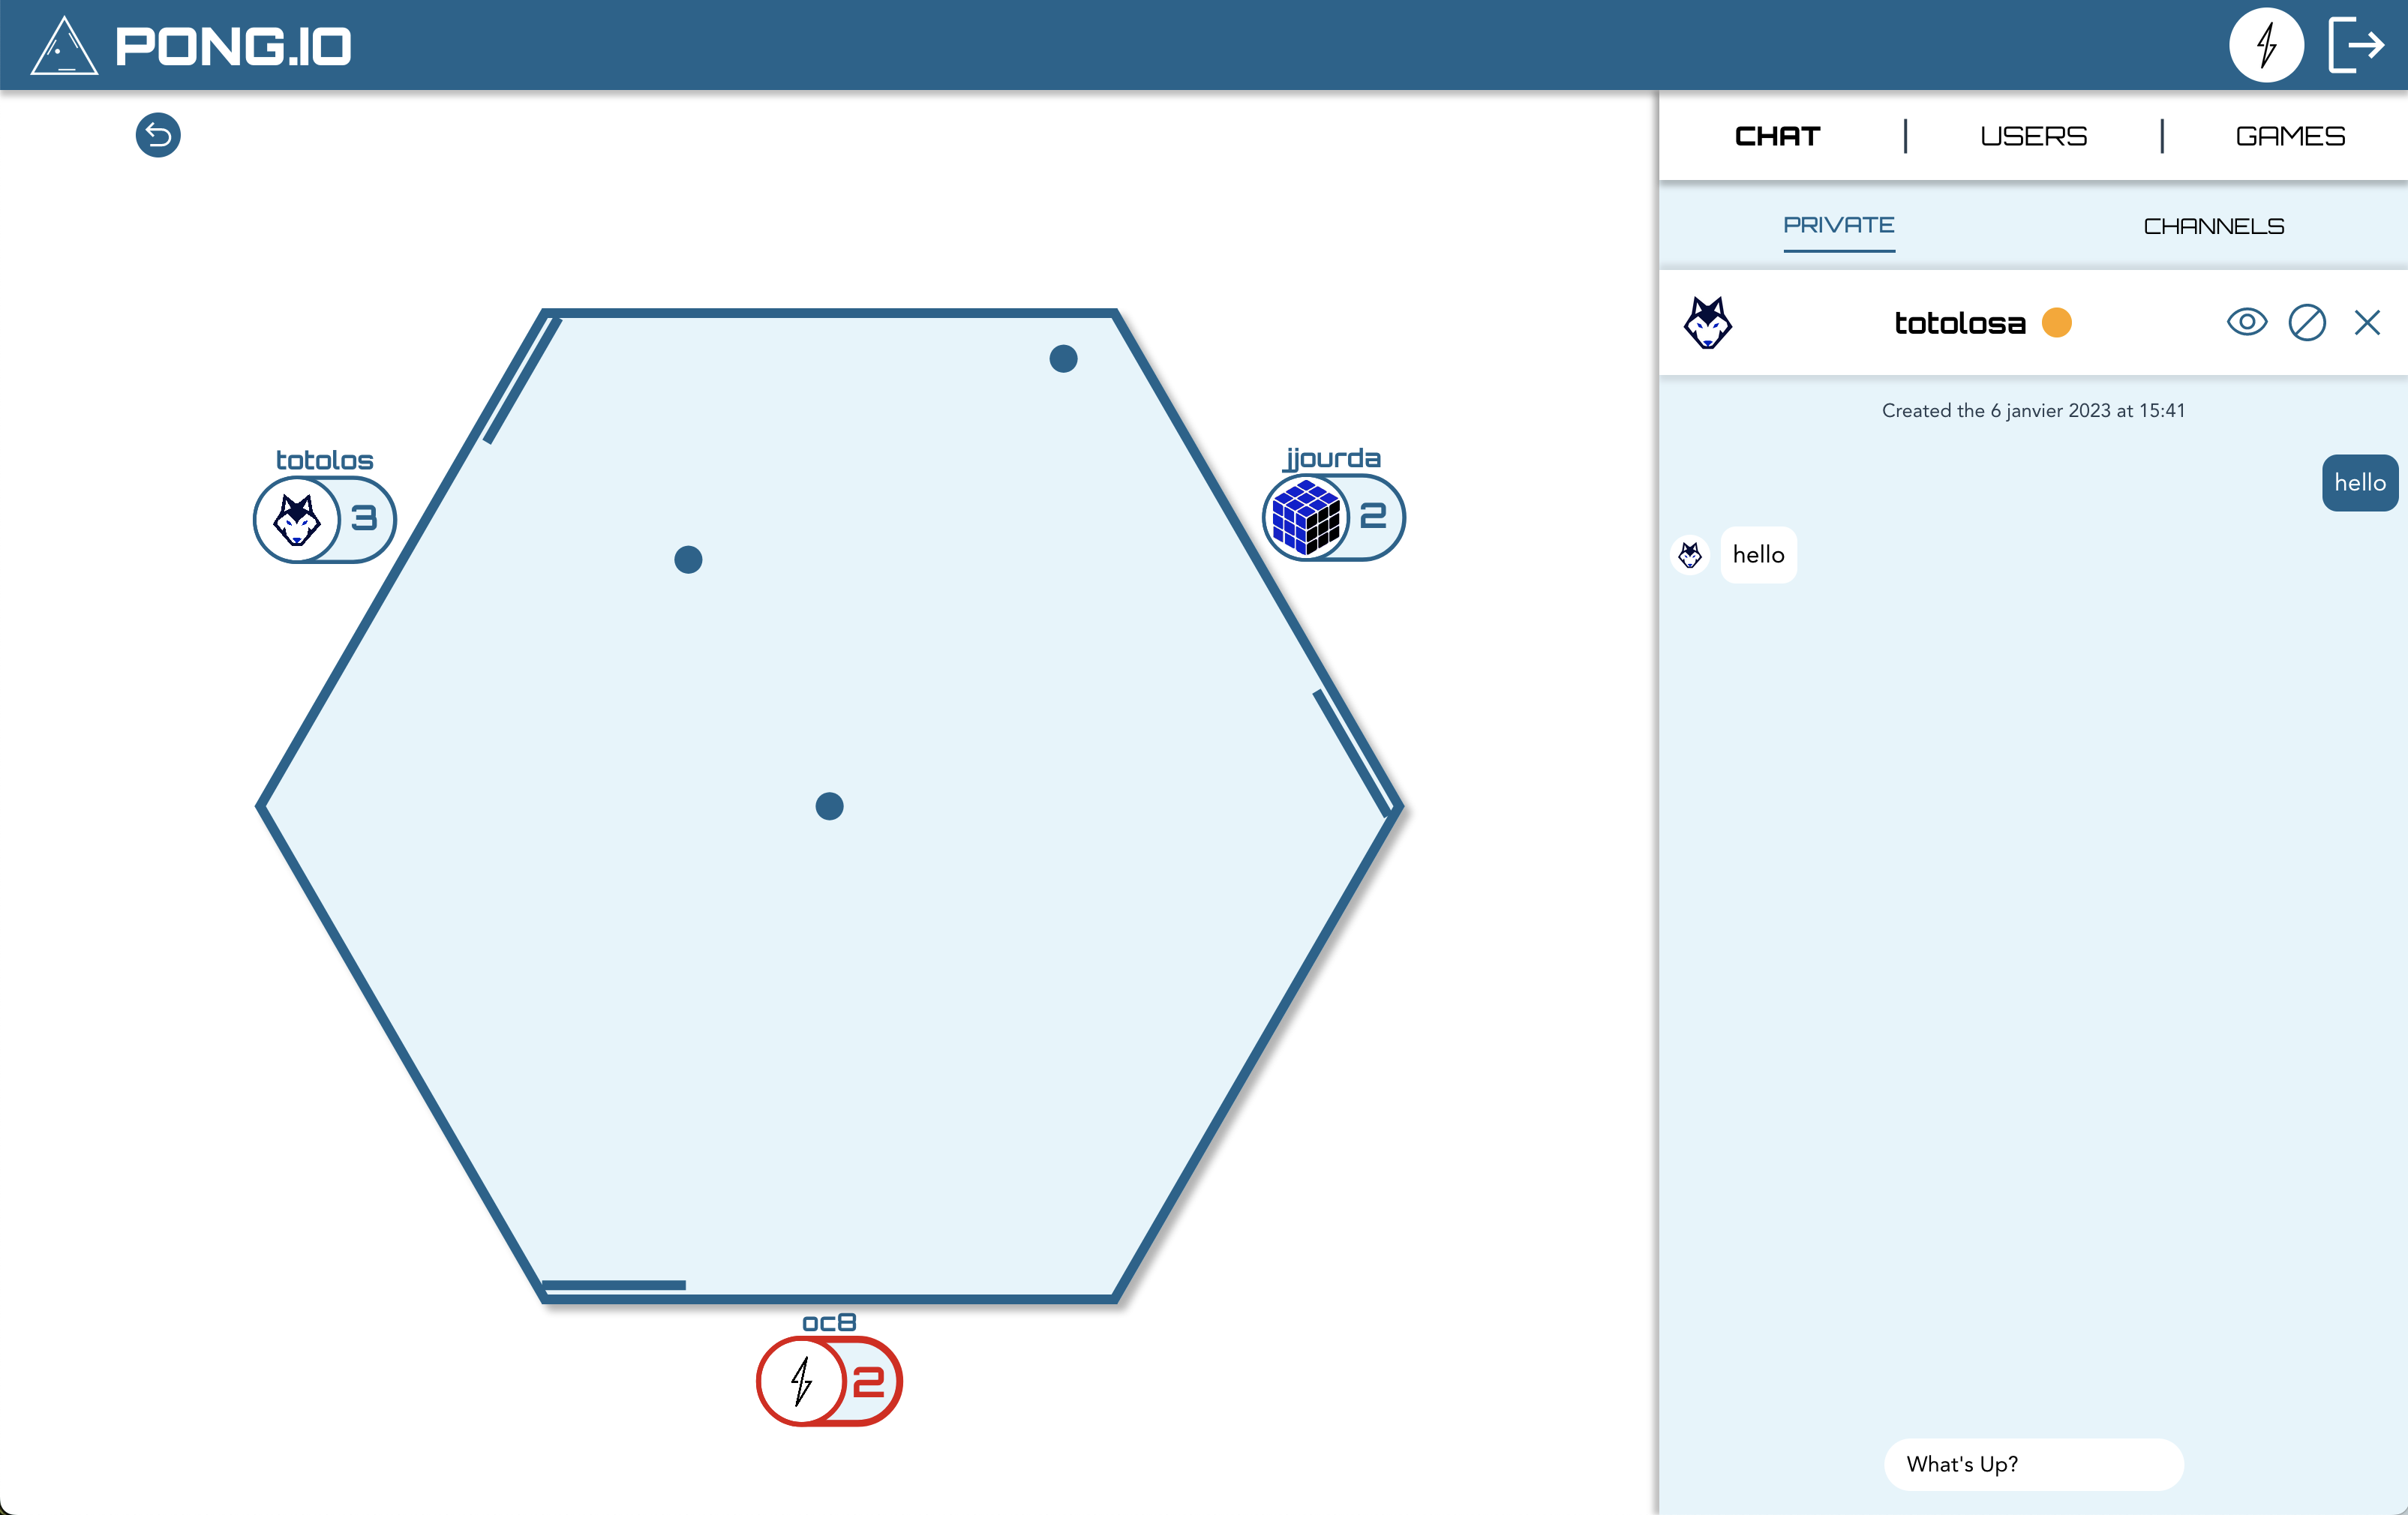 PONG.IO
CHAT | USERS | GAMES
PRIVATE CHANNELS
totolosa
Created the 6 janvier 2023 at 15:41
hello
hello
What's Up?
totolos
3
jjourda
2
oc8
2